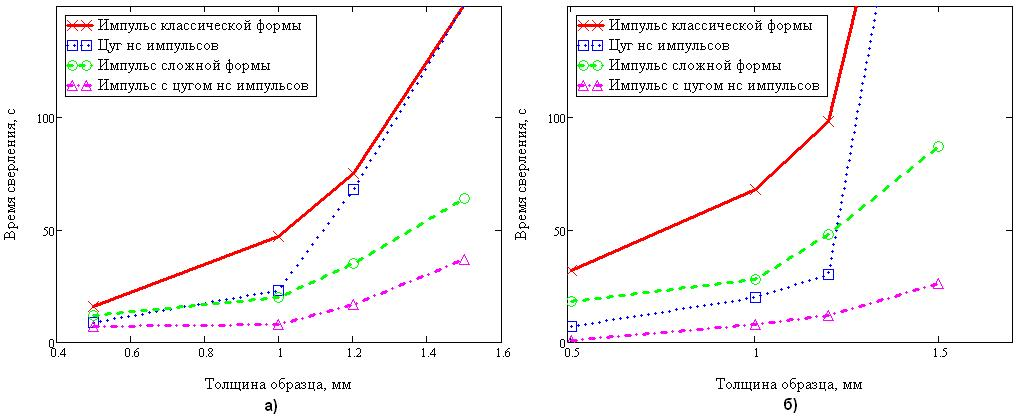 Импульс классической формы
Цуг нс импульсов
Импульс сложной формы
Импульс с цугом нс импульсов
Время сверления, с
100
50
0
0.4
0.6
0.8
1
1.2
1.4
1.6
Толщина образца, мм
а)
Импульс классической формы
Цуг нс импульсов
Импульс сложной формы
Импульс с цугом нс импульсов
Время сверления, с
100
50
0
0.5
1
1.5
Толщина образца, мм
б)